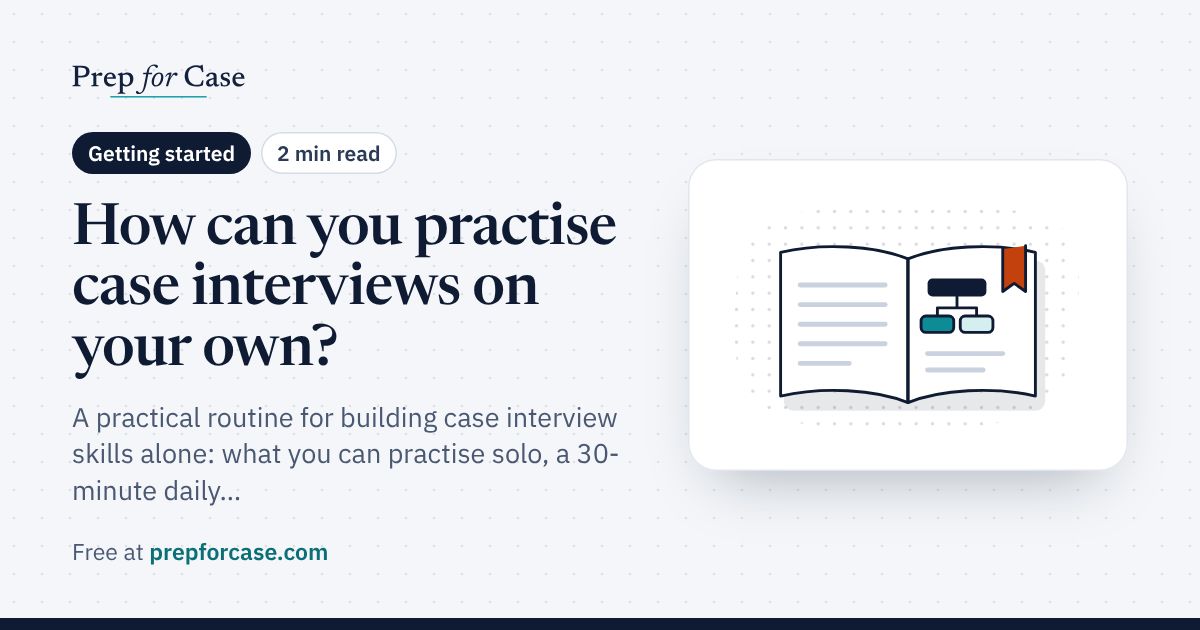 Prep for Case
Getting started
2 min read
How can you practise
case interviews on
your own?
A practical routine for building case interview
skills alone: what you can practise solo, a 30-
minute daily...
Free at prepforcase.com